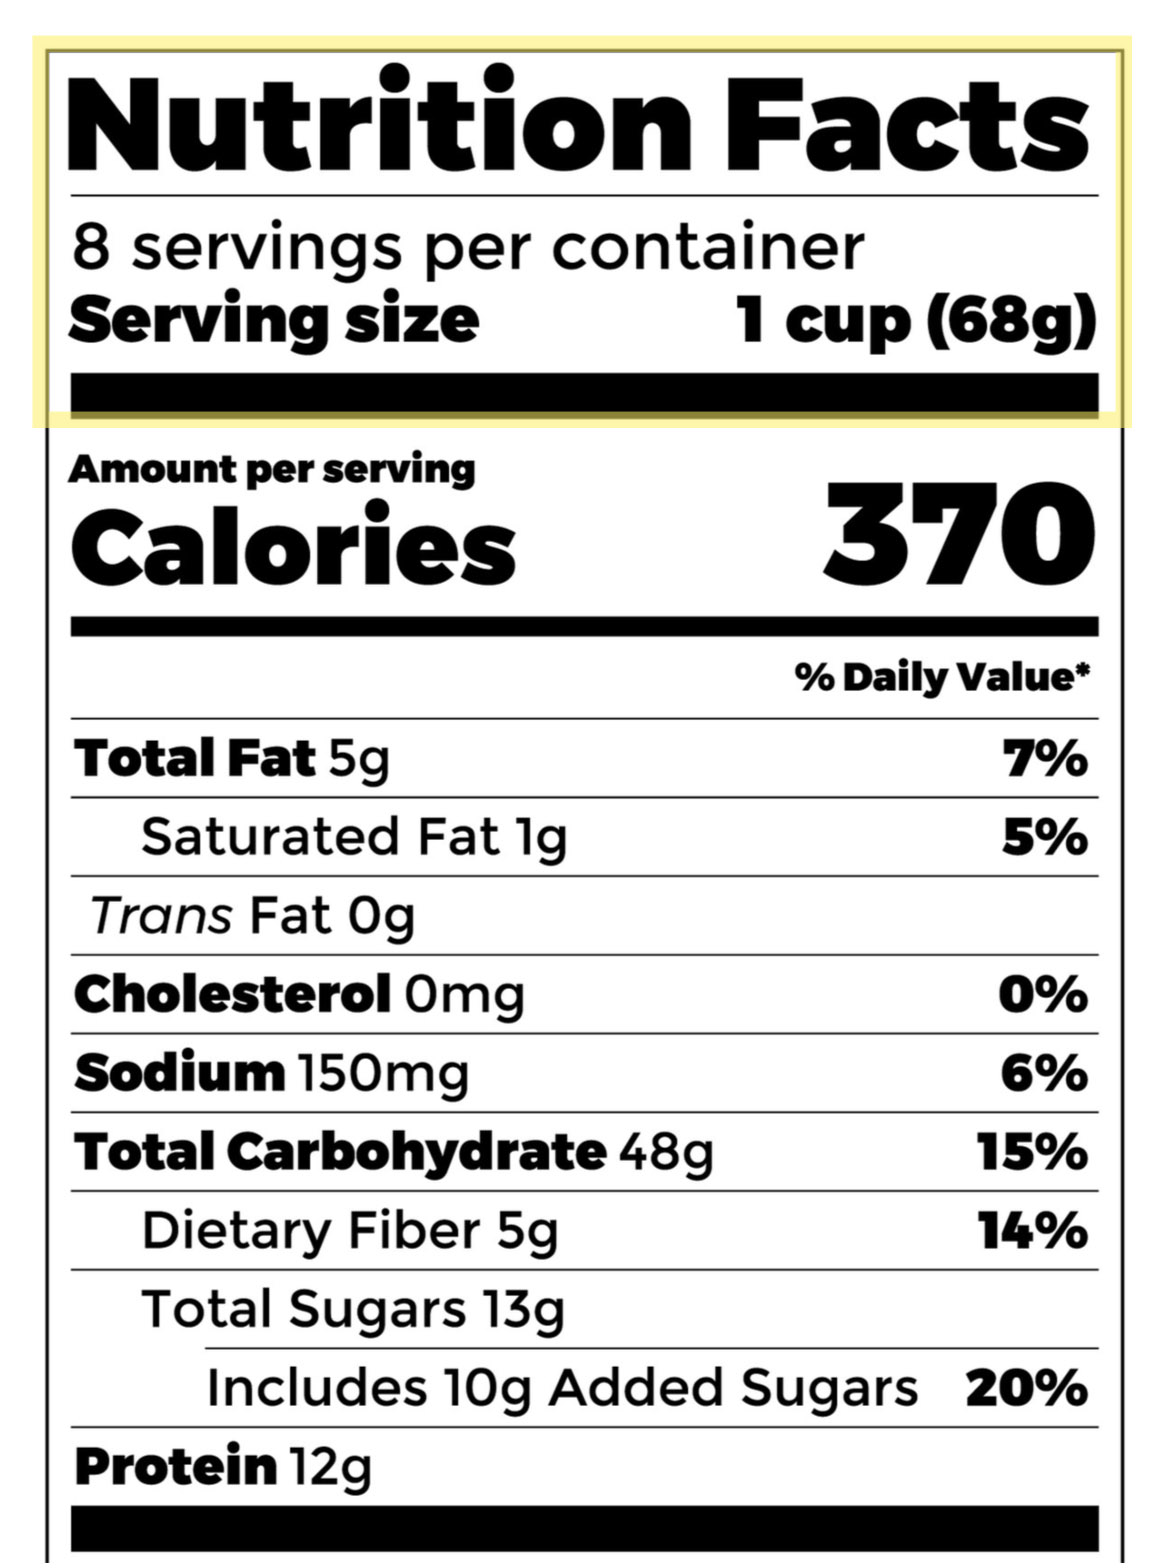 Nutrition Facts
8 servings per container
Serving size 1 cup (68g)
Amount per serving
Calories 370
% Daily Value*
Total Fat 5g 7%
Saturated Fat 1g 5%
Trans Fat 0g
Cholesterol 0mg 0%
Sodium 150mg 6%
Total Carbohydrate 48g 15%
Dietary Fiber 5g 14%
Total Sugars 13g
Includes 10g Added Sugars 20%
Protein 12g